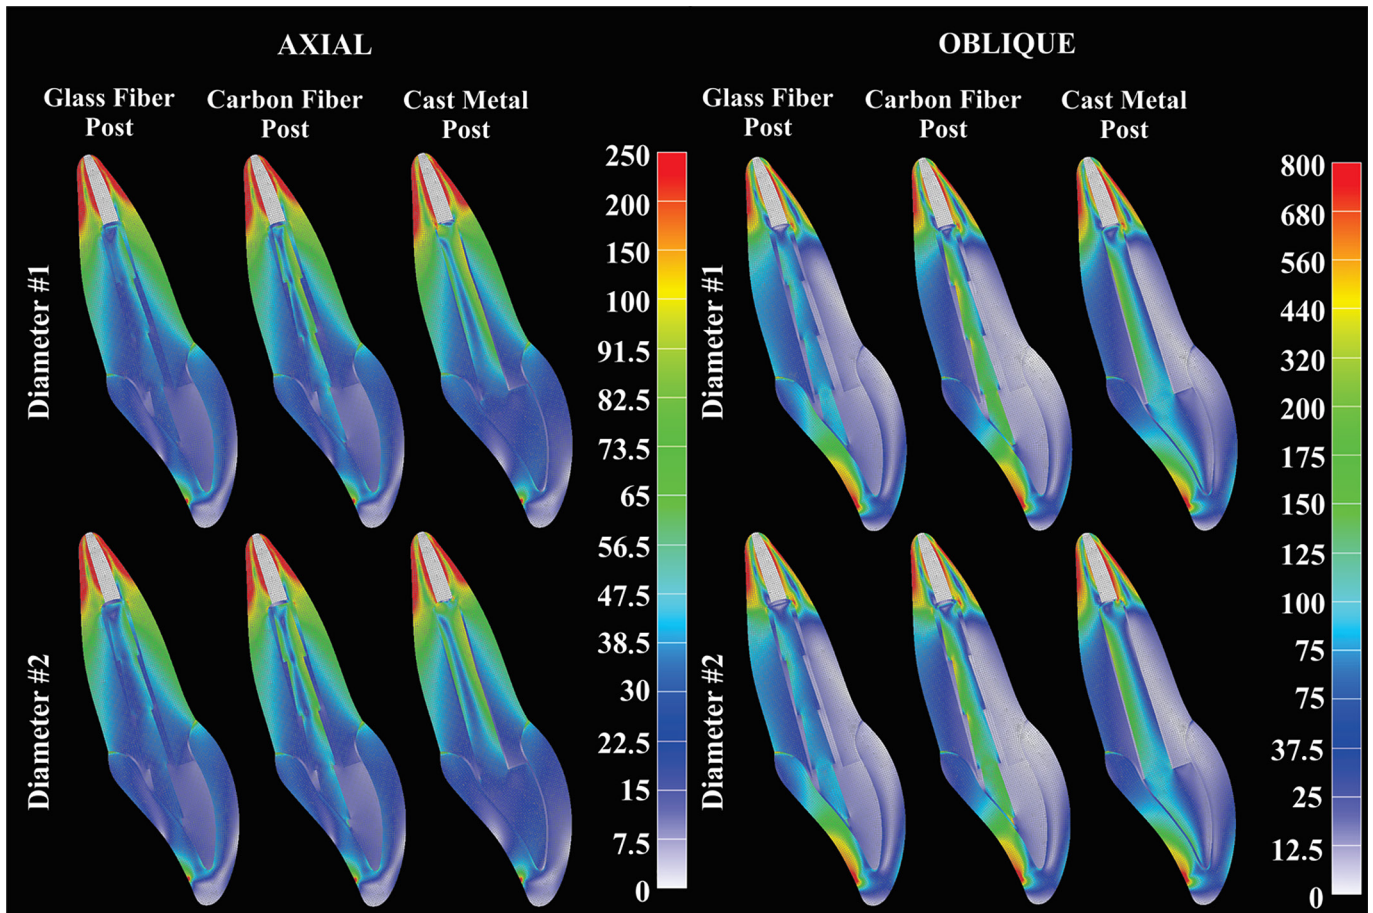 AXIAL
OBLIQUE
Glass Fiber
Post
Carbon Fiber
Post
Cast Metal
Post
Glass Fiber
Post
Carbon Fiber
Post
Cast Metal
Post
Diameter #1
Diameter #2
250
200
150
100
91.5
82.5
73.5
65
56.5
47.5
38.5
30
22.5
15
7.5
0
Diameter #1
Diameter #2
800
680
560
440
320
200
175
150
125
100
75
75
37.5
25
12.5
0